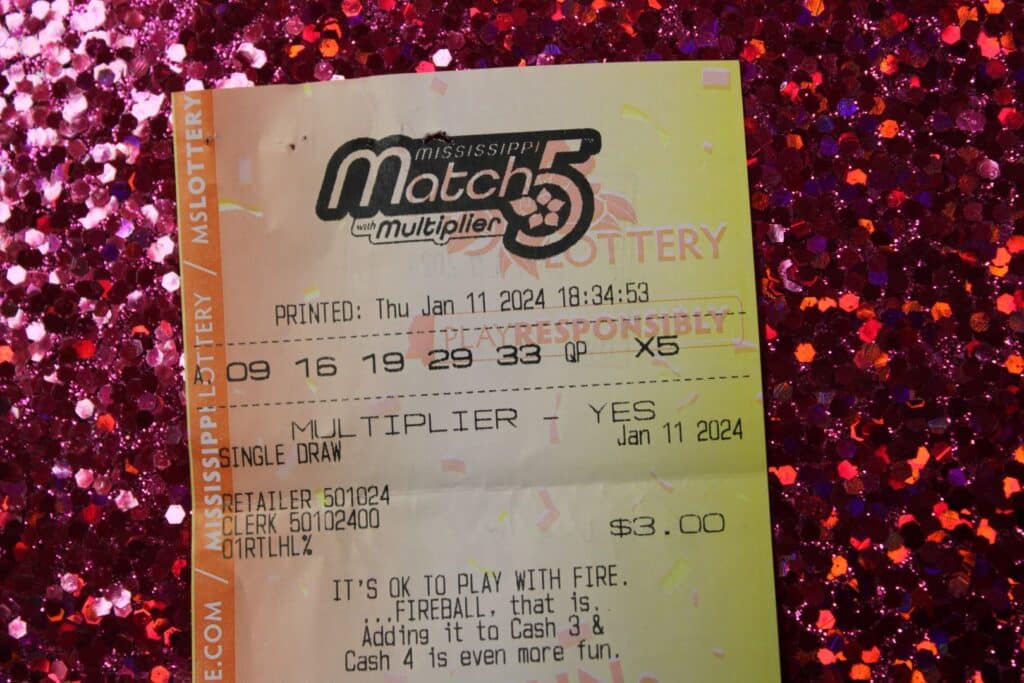 MISSISSIPPI
Match 5
with Multiplier
LOTTERY
PRINTED: Thu Jan 11 2024 18:34:53
PLAY RESPONSIBLY
A. 09 16 19 29 33 QP X5
MULTIPLIER - YES
SINGLE DRAW Jan 11 2024
RETAILER 501024
CLERK 50102400 $3.00
01RTLHL%
IT'S OK TO PLAY WITH FIRE.
...FIREBALL, that is.
Adding it to Cash 3 &
Cash 4 is even more fun.
E.COM / MISSISSIPPI LOTTERY / MSLOTTERY